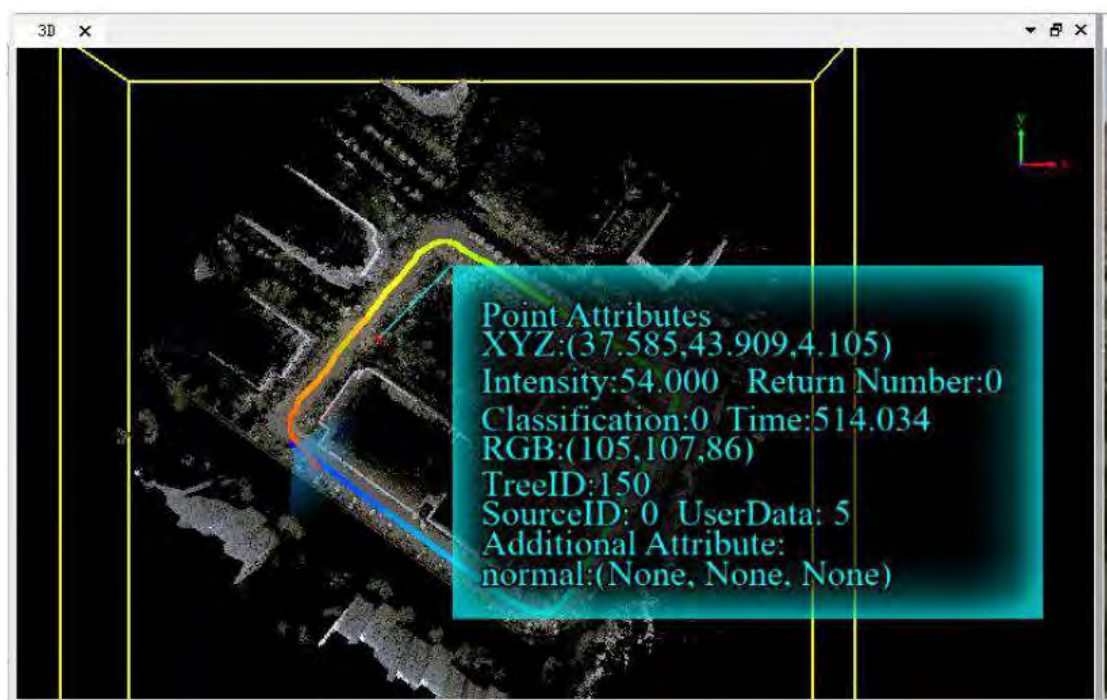 3D
Y
X
Point Attributes
XYZ:(37.585,43.909,4.105)
Intensity:54.000 Return Number:0
Classification:0 Time:514.034
RGB:(105,107,86)
TreeID:150
SourceID: 0 UserData: 5
Additional Attribute:
normal:(None, None, None)